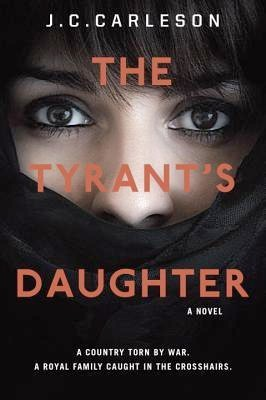 J.C.CARLESON
THE
TYRANT'S
DAUGHTER
A NOVEL
A COUNTRY TORN BY WAR.
A ROYAL FAMILY CAUGHT IN THE CROSSHAIRS.